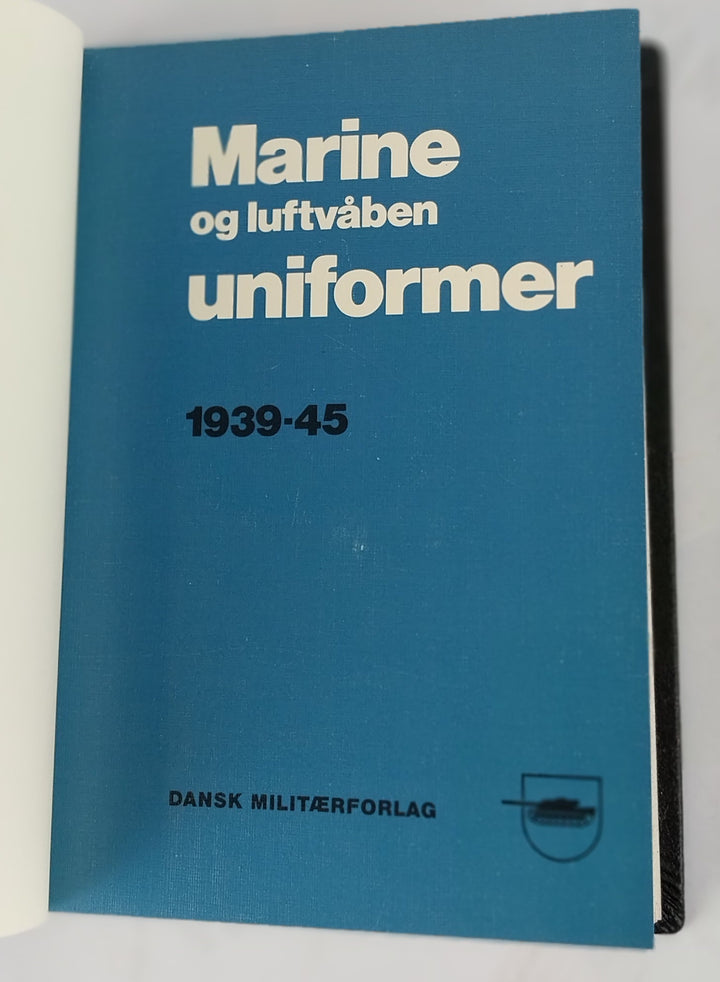 Marine
og luftvåben
uniformer
1939-45
DANSK MILITÆRFORLAG